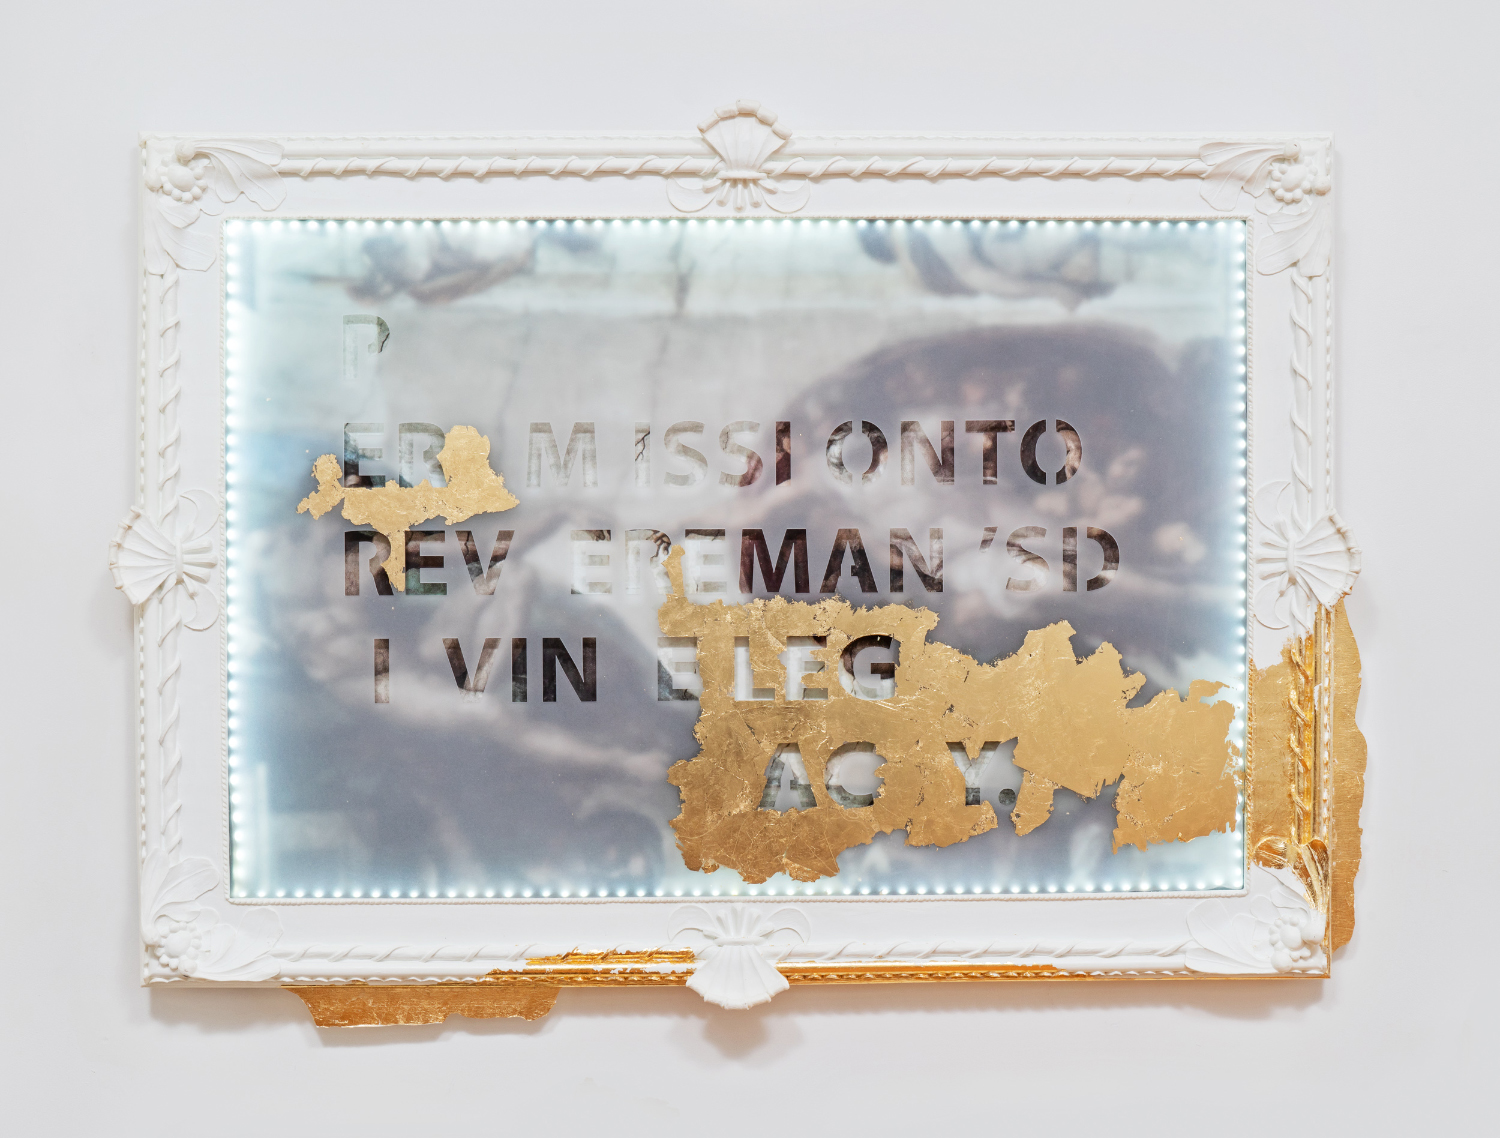 P
ER M ISSI ONTO
REV EREMAN 'SD
I VIN E LEG
AC Y.